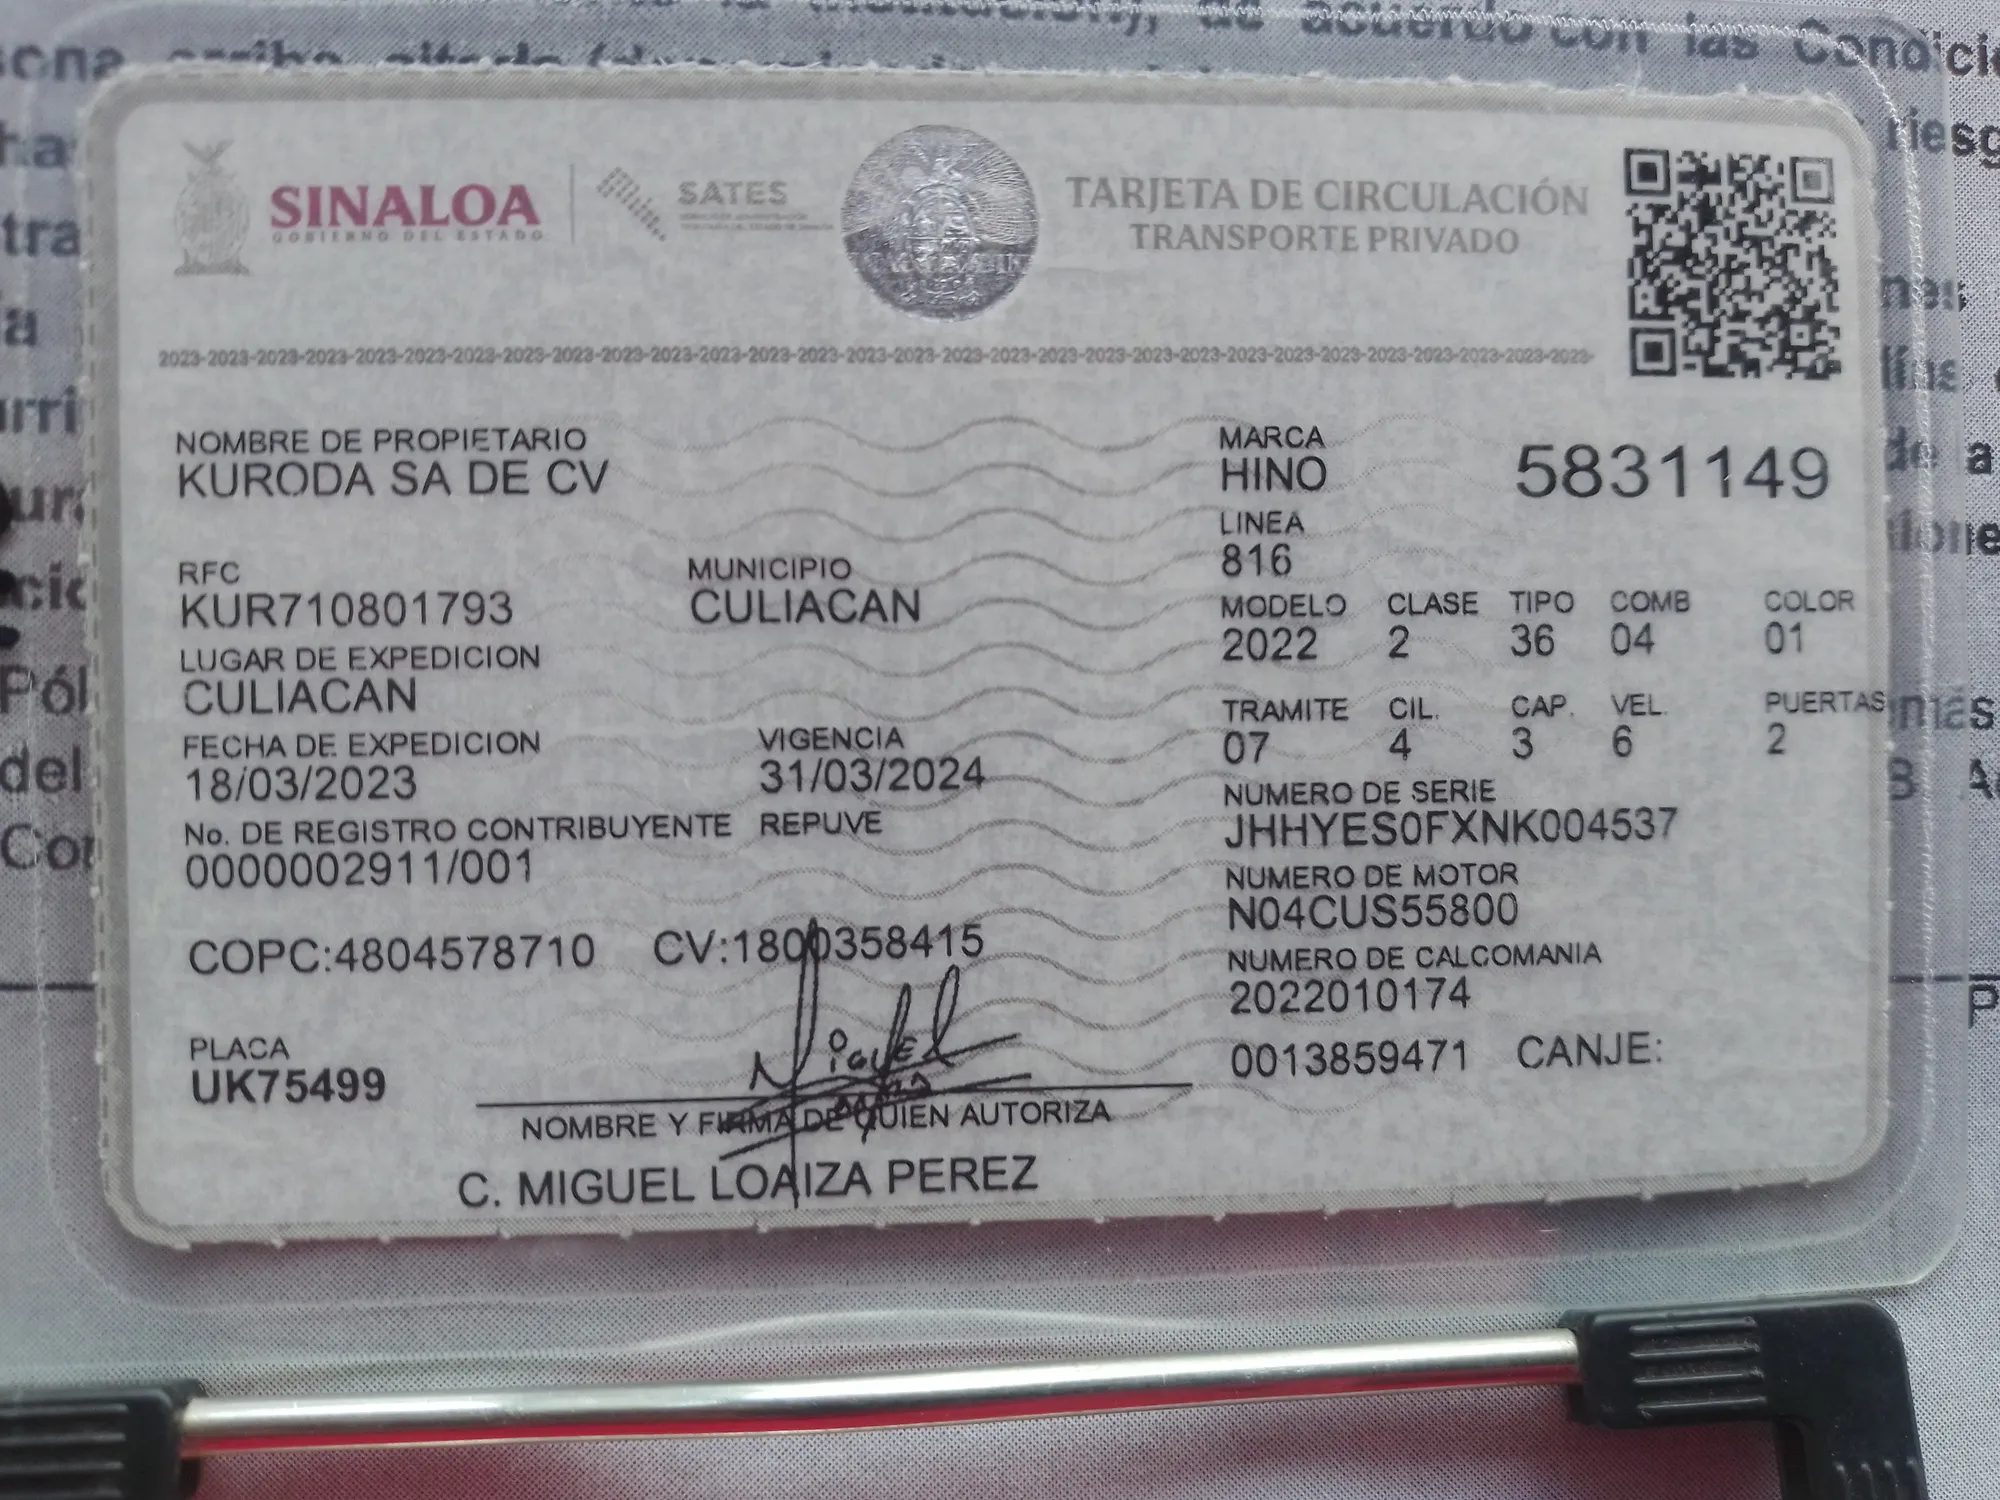 SINALOA
GOBIERNO DEL ESTADO
SATES
TARJETA DE CIRCULACIÓN
TRANSPORTE PRIVADO
2023-2023-2023-2023-2023-2023-2023-2023-2023-2023-2023-2023-2023-2023-2023-2023-2023-2023-2023-2023-2023-2023-2023-2023-2023-2023-2023-2023-2023-
NOMBRE DE PROPIETARIO
KURODA SA DE CV
RFC
KUR710801793
MUNICIPIO
CULIACAN
LUGAR DE EXPEDICION
CULIACAN
FECHA DE EXPEDICION
18/03/2023
VIGENCIA
31/03/2024
No. DE REGISTRO CONTRIBUYENTE REPUVE
0000002911/001
COPC:4804578710 CV:1800358415
PLACA
UK75499
Miguel
NOMBRE Y FIRMA DE QUIEN AUTORIZA
C. MIGUEL LOAIZA PEREZ
MARCA
HINO
5831149
LINEA
816
MODELO CLASE TIPO COMB COLOR
2022 2 36 04 01
TRAMITE CIL. CAP. VEL. PUERTAS
07 4 3 6 2
NUMERO DE SERIE
JHHYES0FXNK004537
NUMERO DE MOTOR
N04CUS55800
NUMERO DE CALCOMANIA
2022010174
0013859471 CANJE: